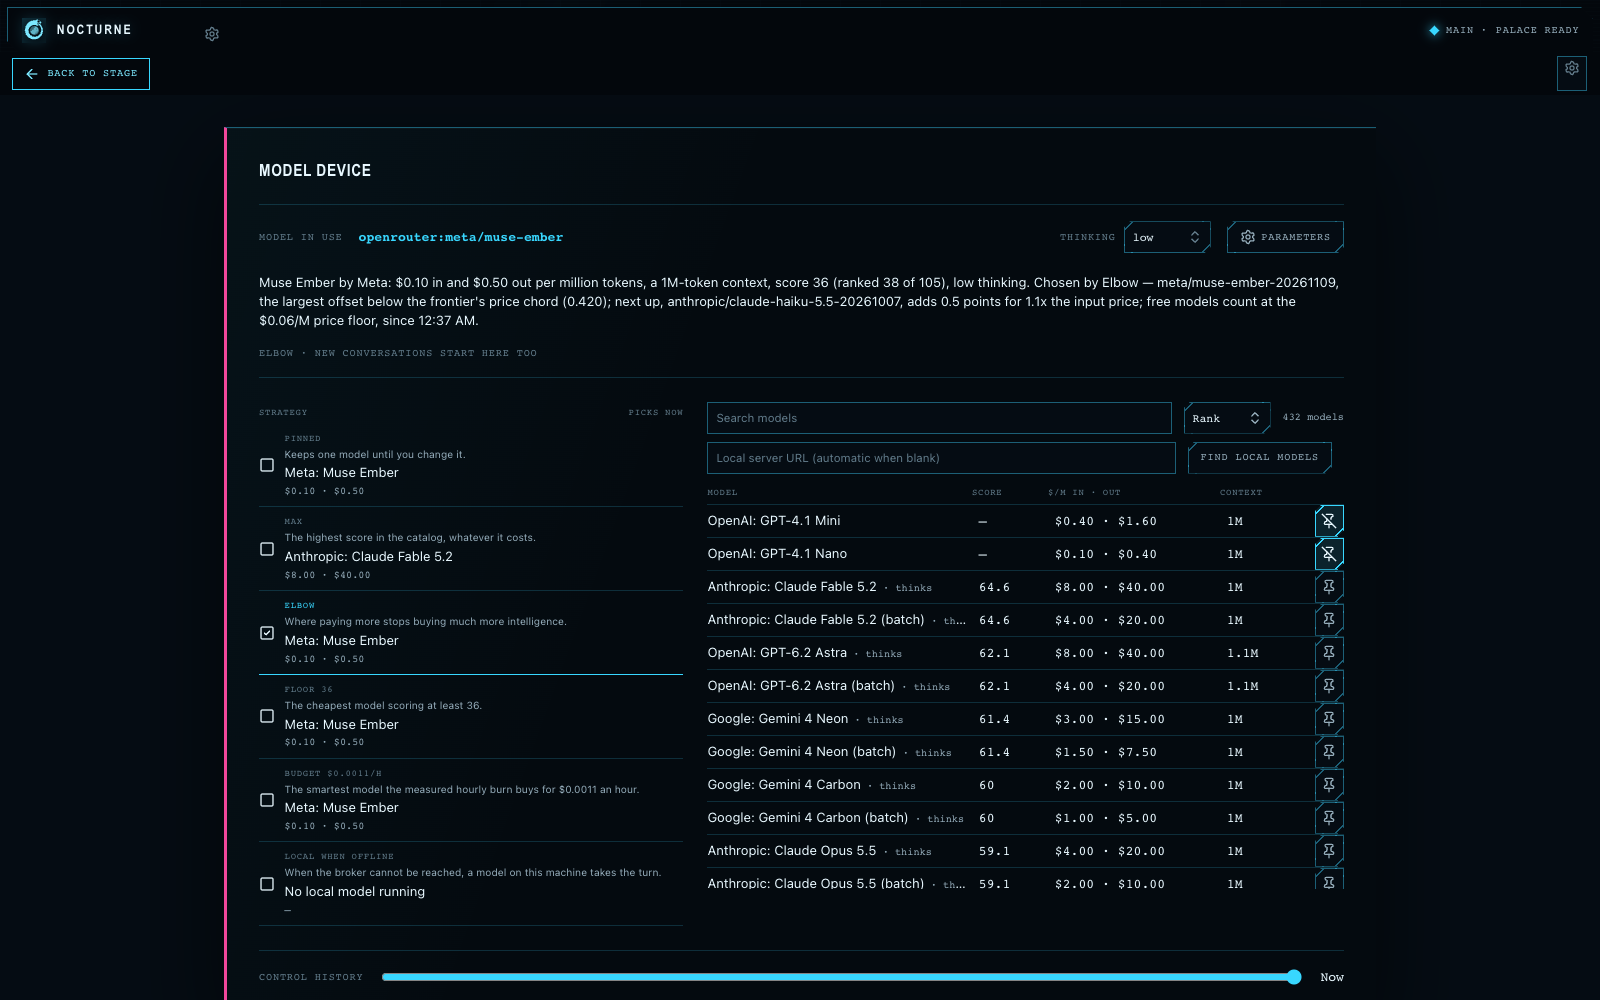 NOCTURNE
MAIN · PALACE READY
BACK TO STAGE
MODEL DEVICE
MODEL IN USE openrouter:meta/muse-ember
THINKING low PARAMETERS
Muse Ember by Meta: $0.10 in and $0.50 out per million tokens, a 1M-token context, score 36 (ranked 38 of 105), low thinking. Chosen by Elbow — meta/muse-ember-20261109,
the largest offset below the frontier's price chord (0.420); next up, anthropic/claude-haiku-5.5-20261007, adds 0.5 points for 1.1x the input price; free models count at the
$0.06/M price floor, since 12:37 AM.
ELBOW · NEW CONVERSATIONS START HERE TOO
STRATEGY PICKS NOW
PINNED
Keeps one model until you change it.
Meta: Muse Ember
$0.10 · $0.50
MAX
The highest score in the catalog, whatever it costs.
Anthropic: Claude Fable 5.2
$8.00 · $40.00
ELBOW
Where paying more stops buying much more intelligence.
Meta: Muse Ember
$0.10 · $0.50
FLOOR 36
The cheapest model scoring at least 36.
Meta: Muse Ember
$0.10 · $0.50
BUDGET $0.0011/H
The smartest model the measured hourly burn buys for $0.0011 an hour.
Meta: Muse Ember
$0.10 · $0.50
LOCAL WHEN OFFLINE
When the broker cannot be reached, a model on this machine takes the turn.
No local model running
—
Search models Rank 432 models
Local server URL (automatic when blank) FIND LOCAL MODELS
MODEL SCORE $/M IN · OUT CONTEXT
OpenAI: GPT-4.1 Mini — $0.40 · $1.60 1M
OpenAI: GPT-4.1 Nano — $0.10 · $0.40 1M
Anthropic: Claude Fable 5.2 · thinks 64.6 $8.00 · $40.00 1M
Anthropic: Claude Fable 5.2 (batch) · th… 64.6 $4.00 · $20.00 1M
OpenAI: GPT-6.2 Astra · thinks 62.1 $8.00 · $40.00 1.1M
OpenAI: GPT-6.2 Astra (batch) · thinks 62.1 $4.00 · $20.00 1.1M
Google: Gemini 4 Neon · thinks 61.4 $3.00 · $15.00 1M
Google: Gemini 4 Neon (batch) · thinks 61.4 $1.50 · $7.50 1M
Google: Gemini 4 Carbon · thinks 60 $2.00 · $10.00 1M
Google: Gemini 4 Carbon (batch) · thinks 60 $1.00 · $5.00 1M
Anthropic: Claude Opus 5.5 · thinks 59.1 $4.00 · $20.00 1M
Anthropic: Claude Opus 5.5 (batch) · th… 59.1 $2.00 · $10.00 1M
CONTROL HISTORY Now